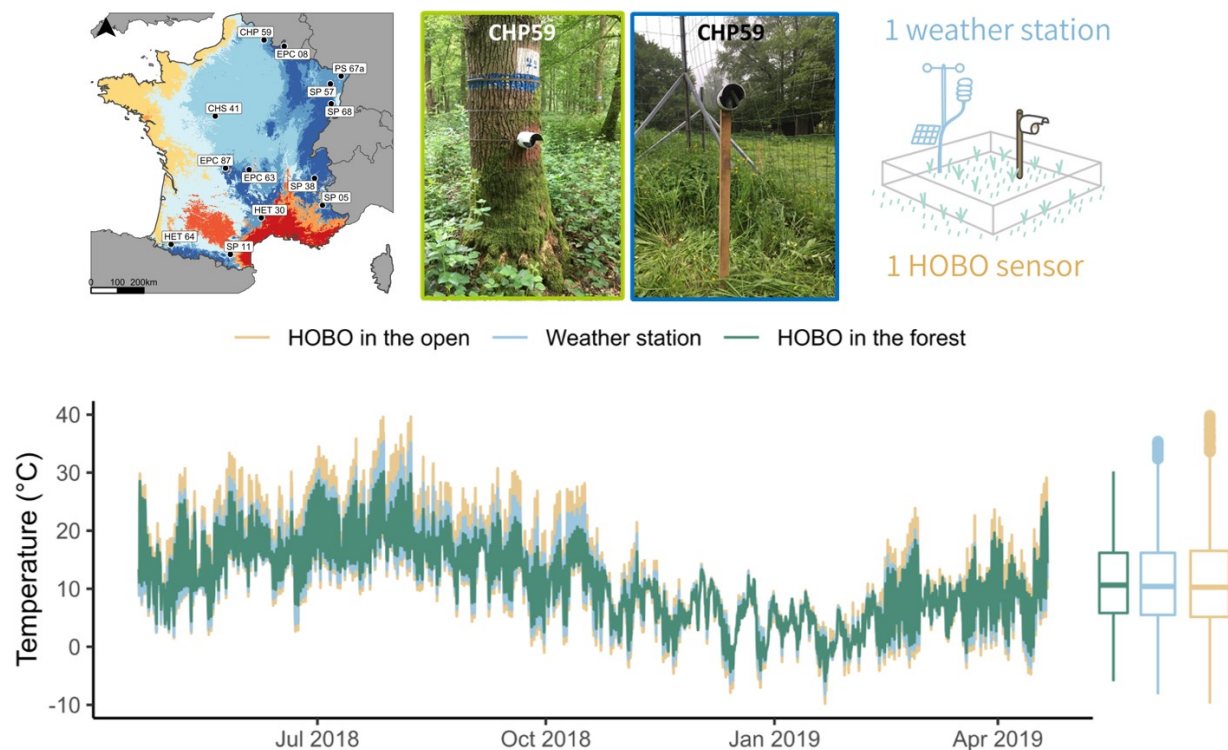 CHP 59
EPC 08
PS 67a
SP 57
SP 68
CHS 41
EPC 87
EPC 63
SP 38
SP 05
HET 30
HET 64
SP 11
0 100 200km
CHP59
CHP59
1 weather station
1 HOBO sensor
HOBO in the open Weather station HOBO in the forest
Temperature (°C)
40
30
20
10
0
-10
Jul 2018 Oct 2018 Jan 2019 Apr 2019